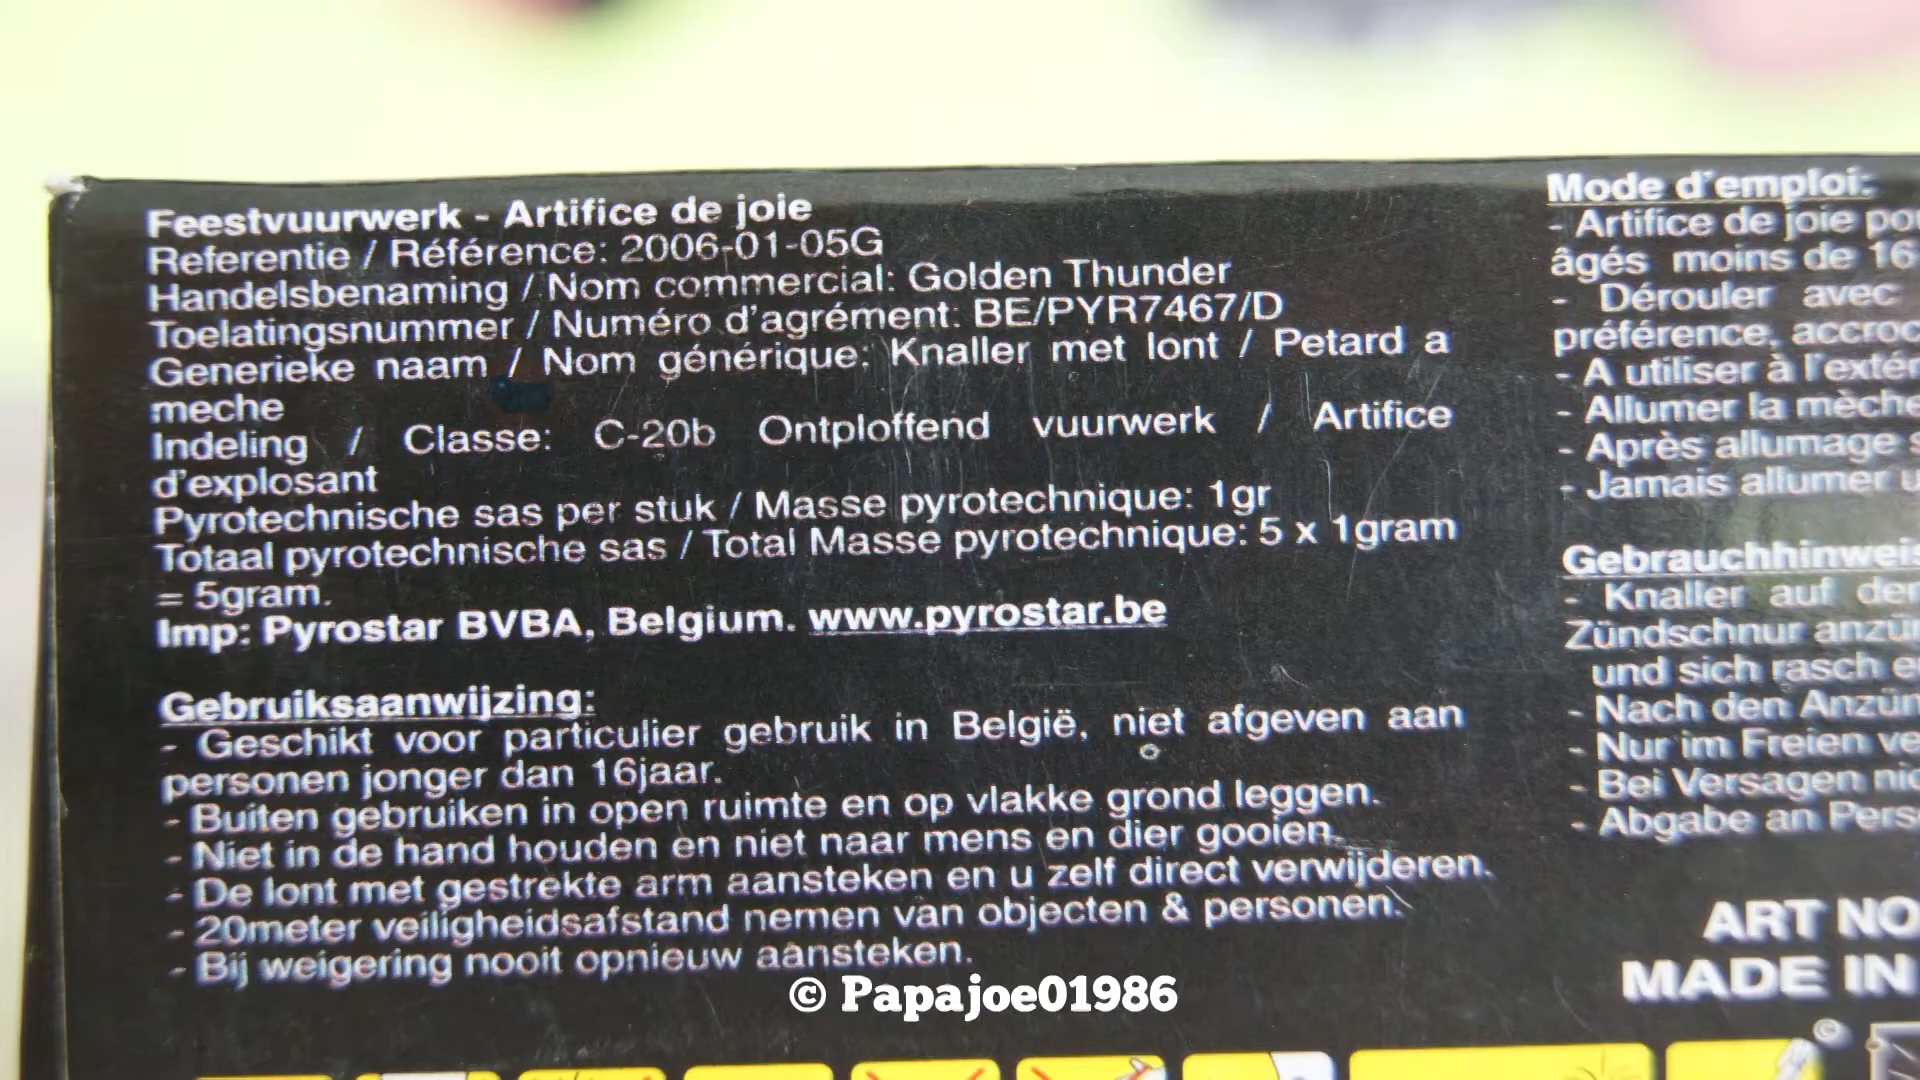 Feestvuurwerk - Artifice de joie
Referentie / Référence: 2006-01-05G
Handelsbenaming / Nom commercial: Golden Thunder
Toelatingsnummer / Numéro d'agrément: BE/PYR7467/D
Generieke naam / Nom générique: Knaller met lont / Petard a
meche
Indeling / Classe: C-20b Ontploffend vuurwerk / Artifice
d'explosant
Pyrotechnische sas per stuk / Masse pyrotechnique: 1gr
Totaal pyrotechnische sas / Total Masse pyrotechnique: 5 x 1gram
= 5gram.
Imp: Pyrostar BVBA, Belgium. www.pyrostar.be
Gebruiksaanwijzing:
- Geschikt voor particulier gebruik in België, niet afgeven aan
personen jonger dan 16jaar.
- Buiten gebruiken in open ruimte en op vlakke grond leggen.
- Niet in de hand houden en niet naar mens en dier gooien.
- De lont met gestrekte arm aansteken en u zelf direct verwijderen.
- 20meter veiligheidsafstand nemen van objecten & personen.
- Bij weigering nooit opnieuw aansteken.
Mode d'emploi:
- Artifice de joie
âgés moins de 16
- Dérouler avec
préférence,
- A utiliser à
- Allumer la mèche
- Après allumage
- Jamais allumer
Gebrauchhinweis
- Knaller auf
Zündschnur
und sich rasch
- Nach den
- Nur im Freien
- Bei Versagen
- Abgabe an
ART NO
MADE IN
©
© Papajoe01986